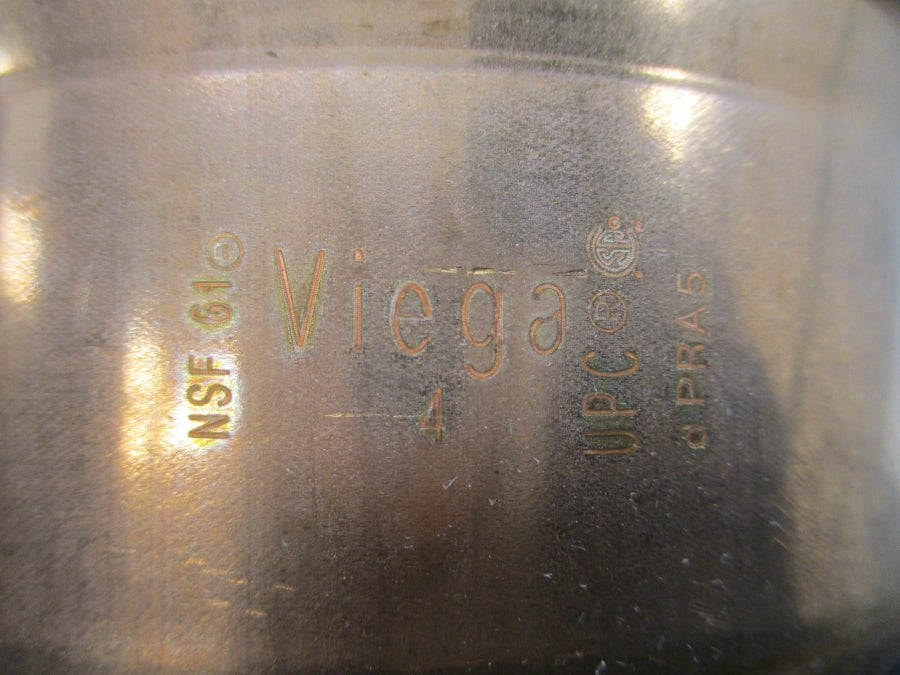 NSF 61
Viega
4
UPC
PRA5